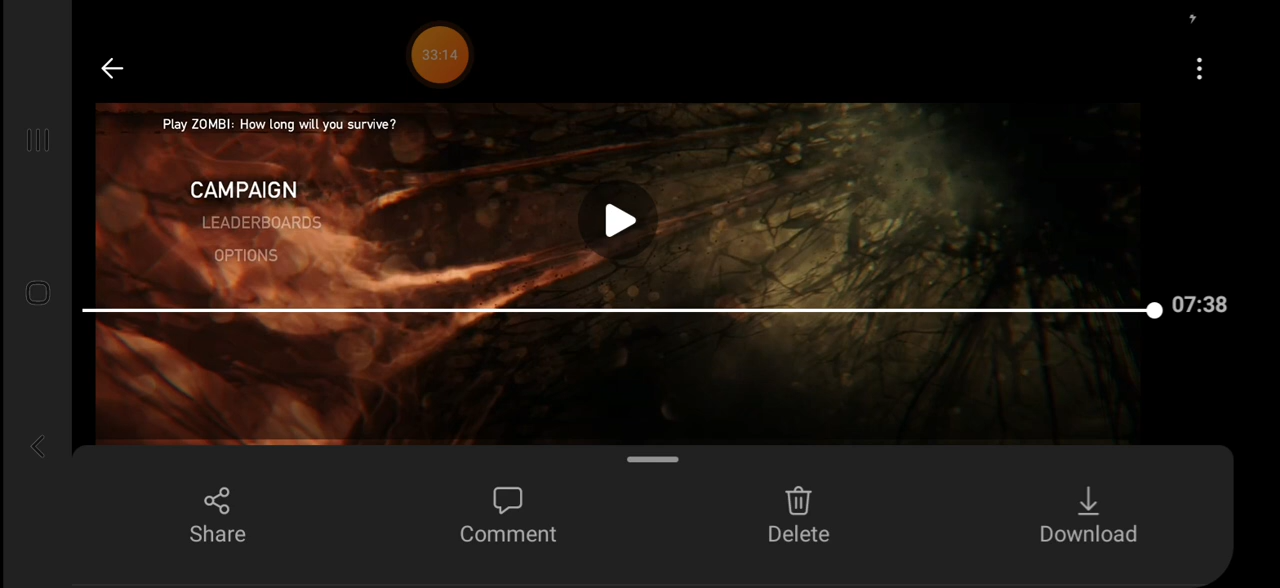 33:14
Play ZOMBI: How long will you survive?
CAMPAIGN
LEADERBOARDS
OPTIONS
07:38
Share
Comment
Delete
Download